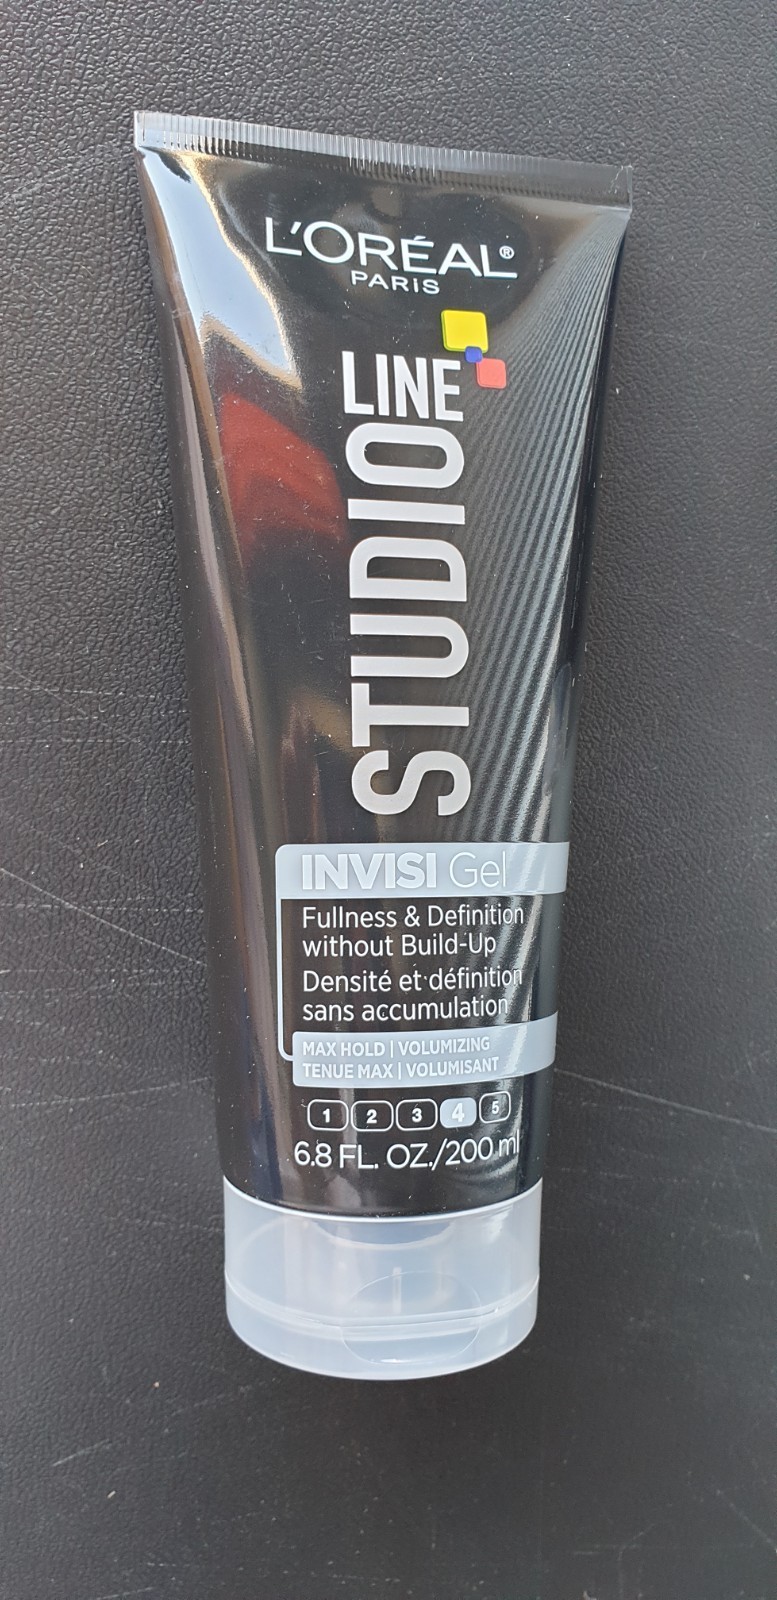 L'ORÉAL®
PARIS
STUDIO LINE
INVISI Gel
Fullness & Definition
without Build-Up
Densité et définition
sans accumulation
MAX HOLD | VOLUMIZING
TENUE MAX | VOLUMISANT
1 2 3 4 5
6.8 FL. OZ./200 ml